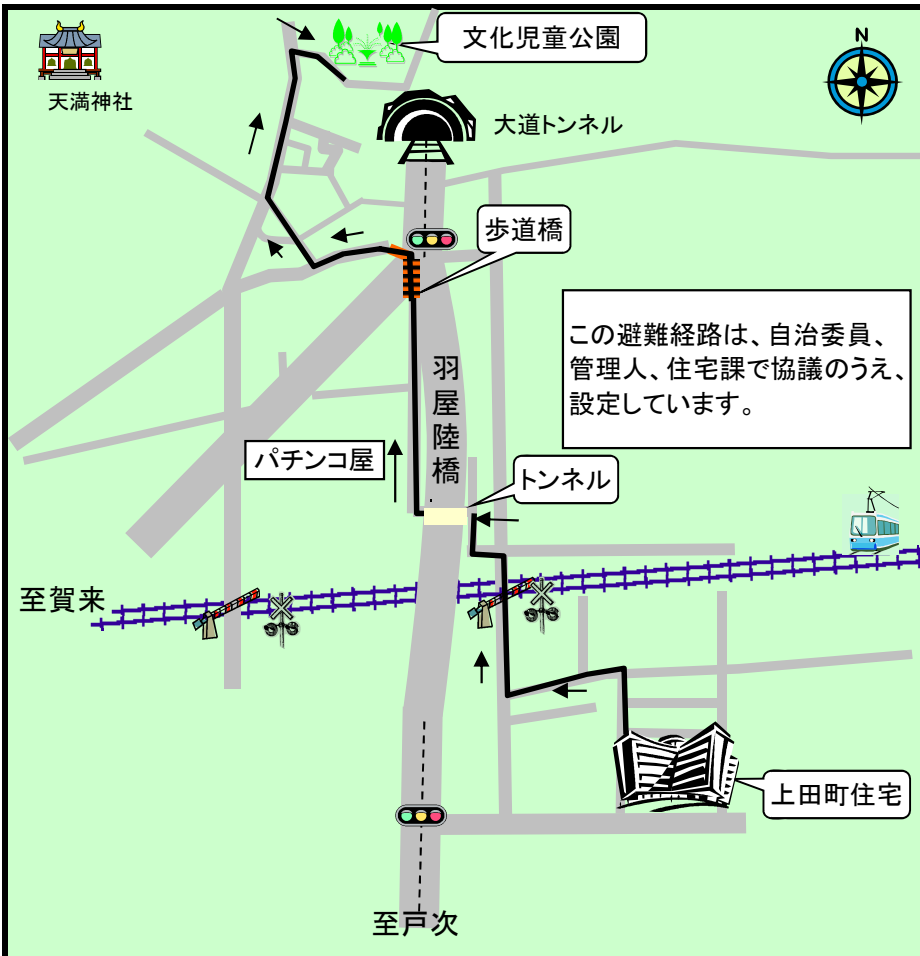 文化児童公園
N
天満神社
大道トンネル
歩道橋
この避難経路は、自治委員、
管理人、住宅課で協議のうえ、
設定しています。
羽屋陸橋
パチンコ屋
トンネル
至賀来
上田町住宅
至戸次